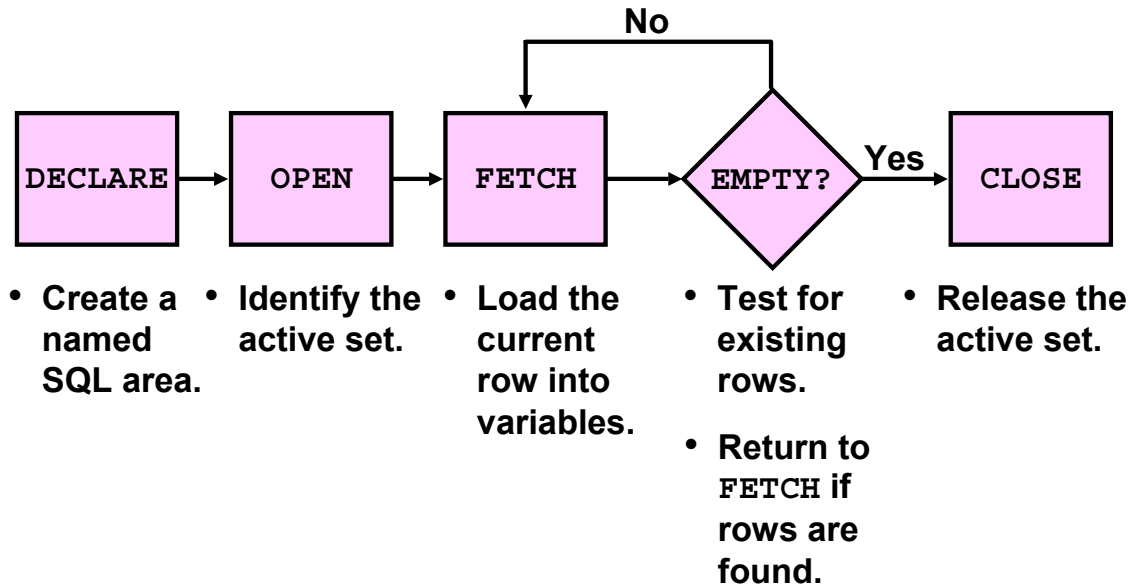 No
DECLARE
OPEN
FETCH
EMPTY?
Yes
CLOSE
• Create a
named
SQL area.
• Identify the
active set.
• Load the
current
row into
variables.
• Test for
existing
rows.
• Return to
FETCH if
rows are
found.
• Release the
active set.